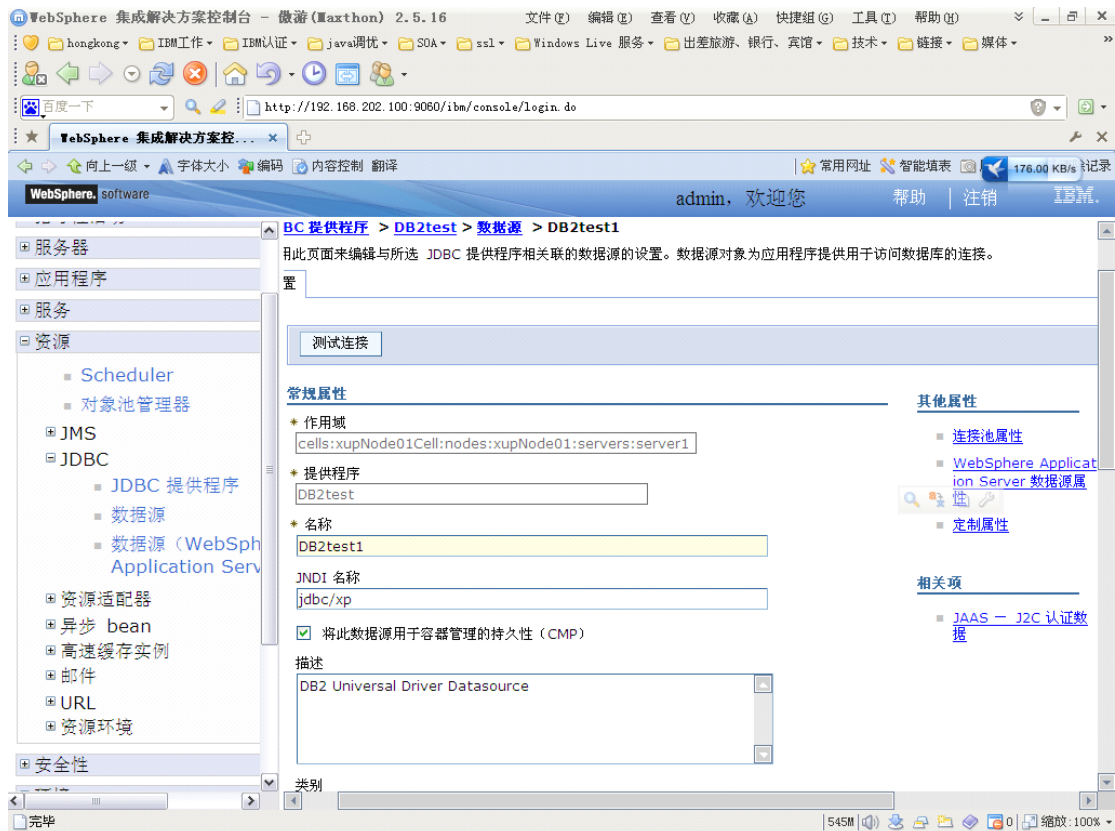 WebSphere 集成解决方案控制台 - 傲游(Maxthon) 2.5.16 文件(F) 编辑(E) 查看(V) 收藏(A) 快捷组(G) 工具(T) 帮助(H)
hongkong IBM工作 IBM认证 java调优 SOA ssl Windows Live 服务 出差旅游、银行、宾馆 技术 链接 媒体
百度一下 http://192.168.202.100:9060/ibm/console/login.do
WebSphere 集成解决方案控...
向上一级 字体大小 编码 内容控制 翻译 常用网址 智能填表 176.00 KB/s 记录
WebSphere. software admin, 欢迎您 帮助 注销 IBM.
BC 提供程序 > DB2test > 数据源 > DB2test1
用此页面来编辑与所选 JDBC 提供程序相关联的数据源的设置。数据源对象为应用程序提供用于访问数据库的连接。
置
服务器
应用程序
服务
资源
Scheduler
对象池管理器
JMS
JDBC
JDBC 提供程序
数据源
数据源（WebSph
Application Serv
资源适配器
异步 bean
高速缓存实例
邮件
URL
资源环境
安全性
测试连接
常规属性
* 作用域
cells:xupNode01Cell:nodes:xupNode01:servers:server1
* 提供程序
DB2test
* 名称
DB2test1
JNDI 名称
jdbc/xp
将此数据源用于容器管理的持久性（CMP）
描述
DB2 Universal Driver Datasource
类别
其他属性
连接池属性
WebSphere Applicat
ion Server 数据源属
性
定制属性
相关项
JAAS － J2C 认证数
据
完毕 545M 0 缩放:100%